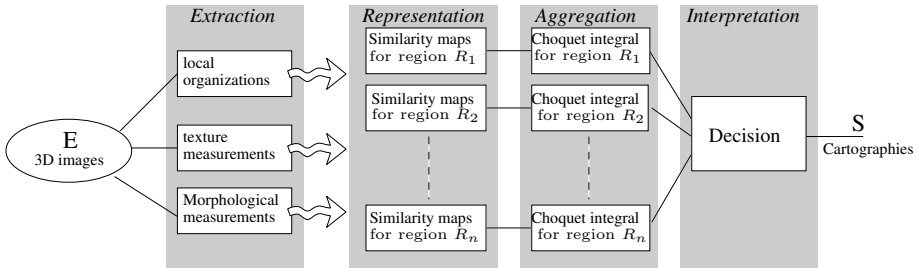 Extraction
Representation
Aggregation
Interpretation
E
3D images
local
organizations
texture
measurements
Morphological
measurements
Similarity maps
for region R₁
Similarity maps
for region R₂
Similarity maps
for region Rₙ
Choquet integral
for region R₁
Choquet integral
for region R₂
Choquet integral
for region Rₙ
Decision
S
Cartographies